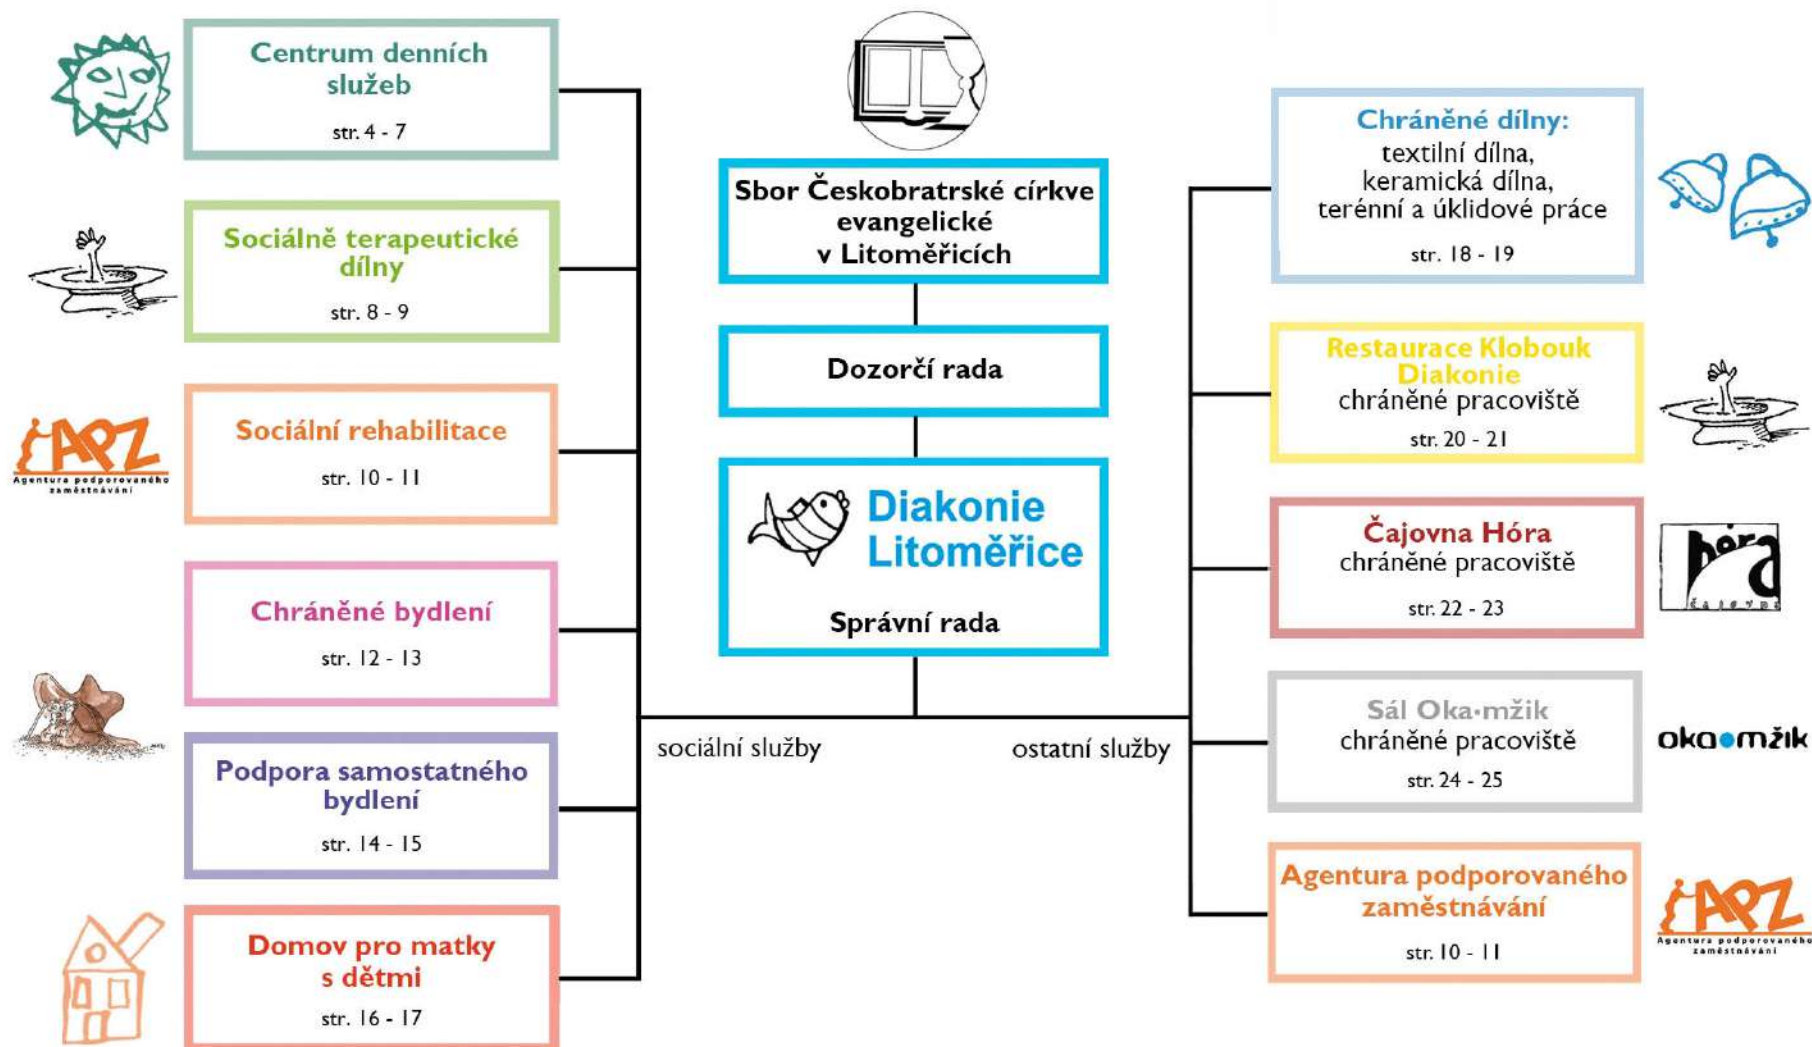 Centrum denních
služeb
str. 4 - 7
Sociálně terapeutické
dílny
str. 8 - 9
APZ
Agentura podporovaného
zaměstnávání
Sociální rehabilitace
str. 10 - 11
Chráněné bydlení
str. 12 - 13
Podpora samostatného
bydlení
str. 14 - 15
Domov pro matky
s dětmi
str. 16 - 17
Sbor Českobratrské církve
evangelické
v Litoměřicích
Dozorčí rada
Diakonie
Litoměřice
Správní rada
sociální služby
ostatní služby
Chráněné dílny:
textilní dílna,
keramická dílna,
terénní a úklidové práce
str. 18 - 19
Restaurace Klobouk
Diakonie
chráněné pracoviště
str. 20 - 21
Čajovna Hóra
chráněné pracoviště
str. 22 - 23
hóra
Sál Oka•mžik
chráněné pracoviště
str. 24 - 25
oka•mžik
Agentura podporovaného
zaměstnávání
str. 10 - 11
APZ
Agentura podporovaného
zaměstnávání